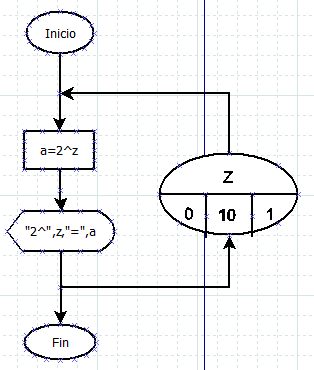 Inicio
a=2^z
Z
0 10 1
"2^",z,"=",a
Fin